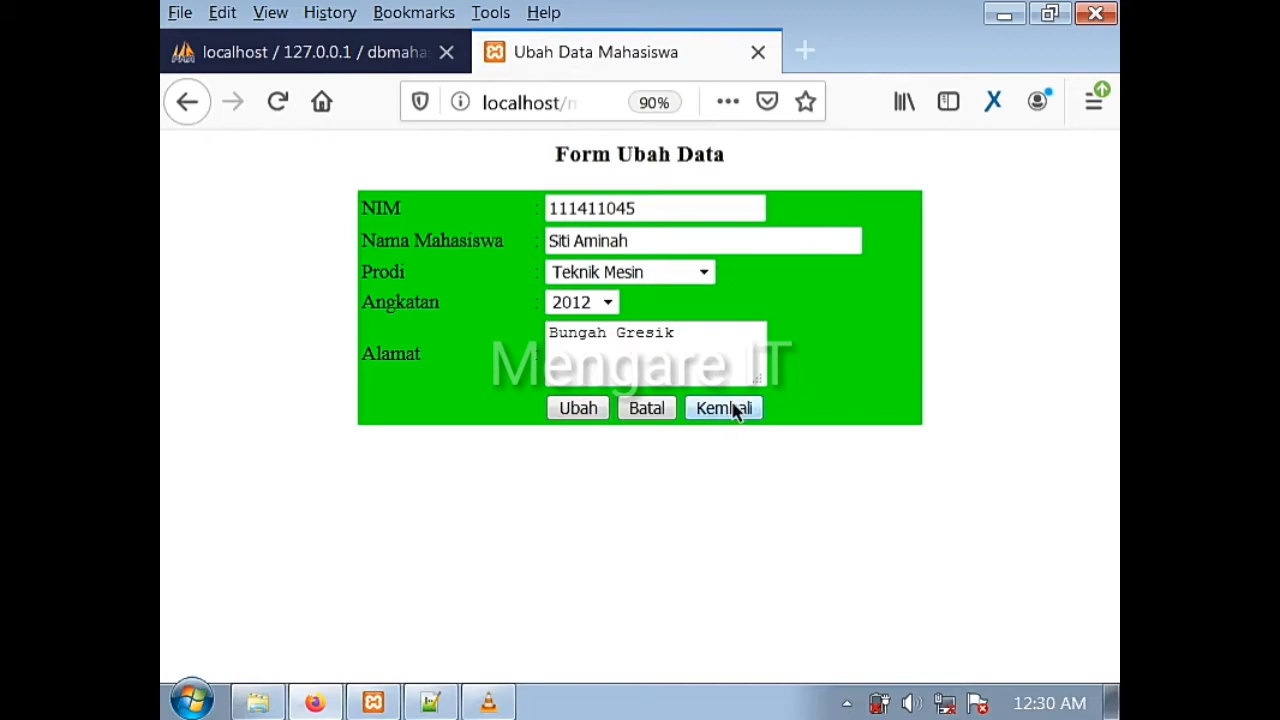 File Edit View History Bookmarks Tools Help
localhost / 127.0.0.1 / dbmaha
Ubah Data Mahasiswa
localhost/m
90%
Form Ubah Data
NIM : 111411045
Nama Mahasiswa : Siti Aminah
Prodi : Teknik Mesin
Angkatan : 2012
Alamat : Bungah Gresik
Mengare IT
Ubah Batal Kembali
12:30 AM